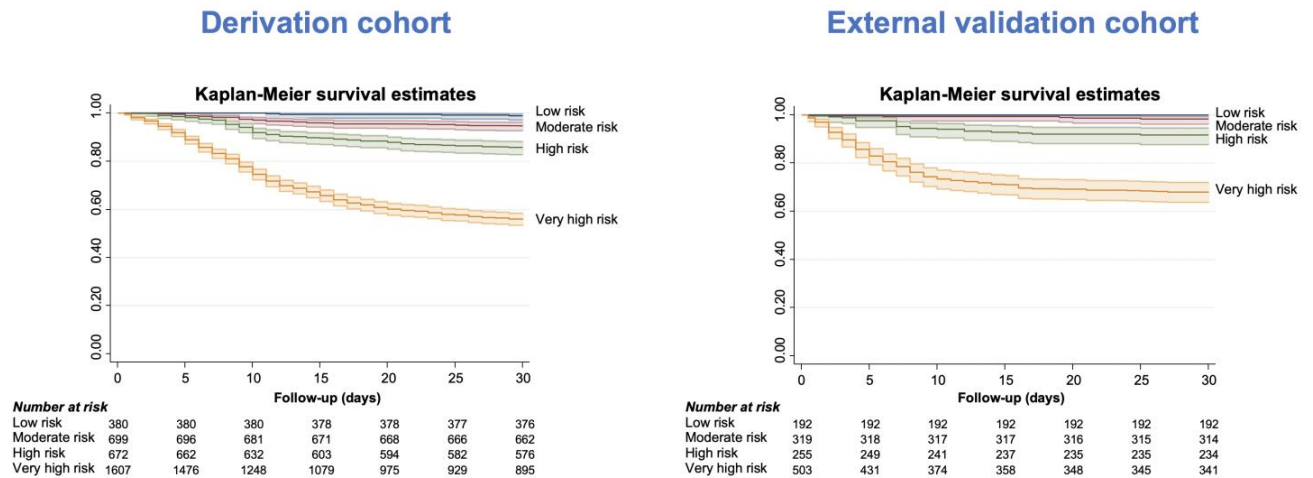 Derivation cohort
Kaplan-Meier survival estimates
1.00
0.80
0.60
0.40
0.20
0.00
Low risk
Moderate risk
High risk
Very high risk
0 5 10 15 20 25 30
Follow-up (days)
Number at risk
Low risk 380 380 380 378 378 377 376
Moderate risk 699 696 681 671 668 666 662
High risk 672 662 632 603 594 582 576
Very high risk 1607 1476 1248 1079 975 929 895
External validation cohort
Kaplan-Meier survival estimates
1.00
0.80
0.60
0.40
0.20
0.00
Low risk
Moderate risk
High risk
Very high risk
0 5 10 15 20 25 30
Follow-up (days)
Number at risk
Low risk 192 192 192 192 192 192 192
Moderate risk 319 318 317 317 316 315 314
High risk 255 249 241 237 235 235 234
Very high risk 503 431 374 358 348 345 341